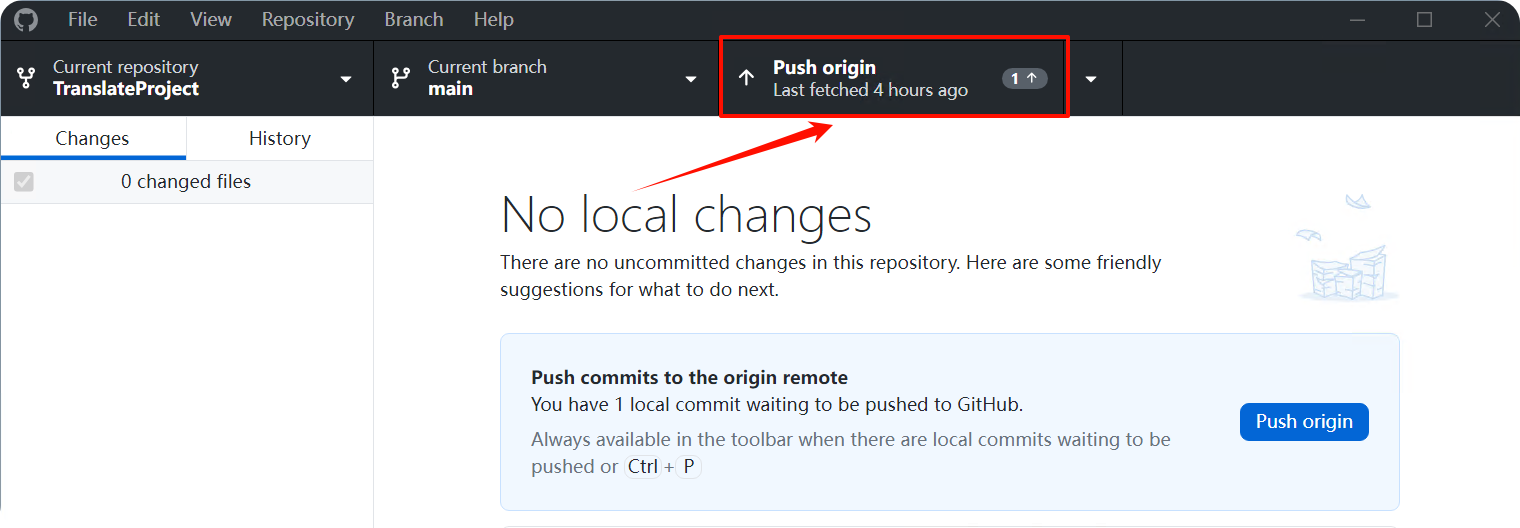 File Edit View Repository Branch Help
Current repository
TranslateProject
Current branch
main
Push origin
Last fetched 4 hours ago
1
Changes
History
0 changed files
No local changes
There are no uncommitted changes in this repository. Here are some friendly
suggestions for what to do next.
Push commits to the origin remote
You have 1 local commit waiting to be pushed to GitHub.
Always available in the toolbar when there are local commits waiting to be
pushed or Ctrl + P
Push origin